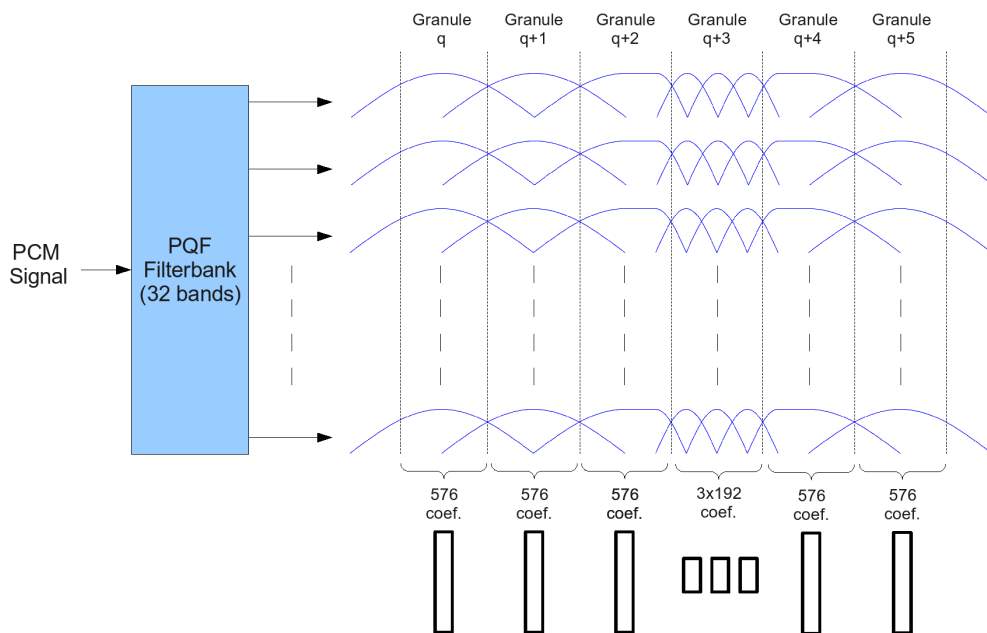 Granule
q
Granule
q+1
Granule
q+2
Granule
q+3
Granule
q+4
Granule
q+5
PCM
Signal
PQF
Filterbank
(32 bands)
576
coef.
576
coef.
576
coef.
3x192
coef.
576
coef.
576
coef.